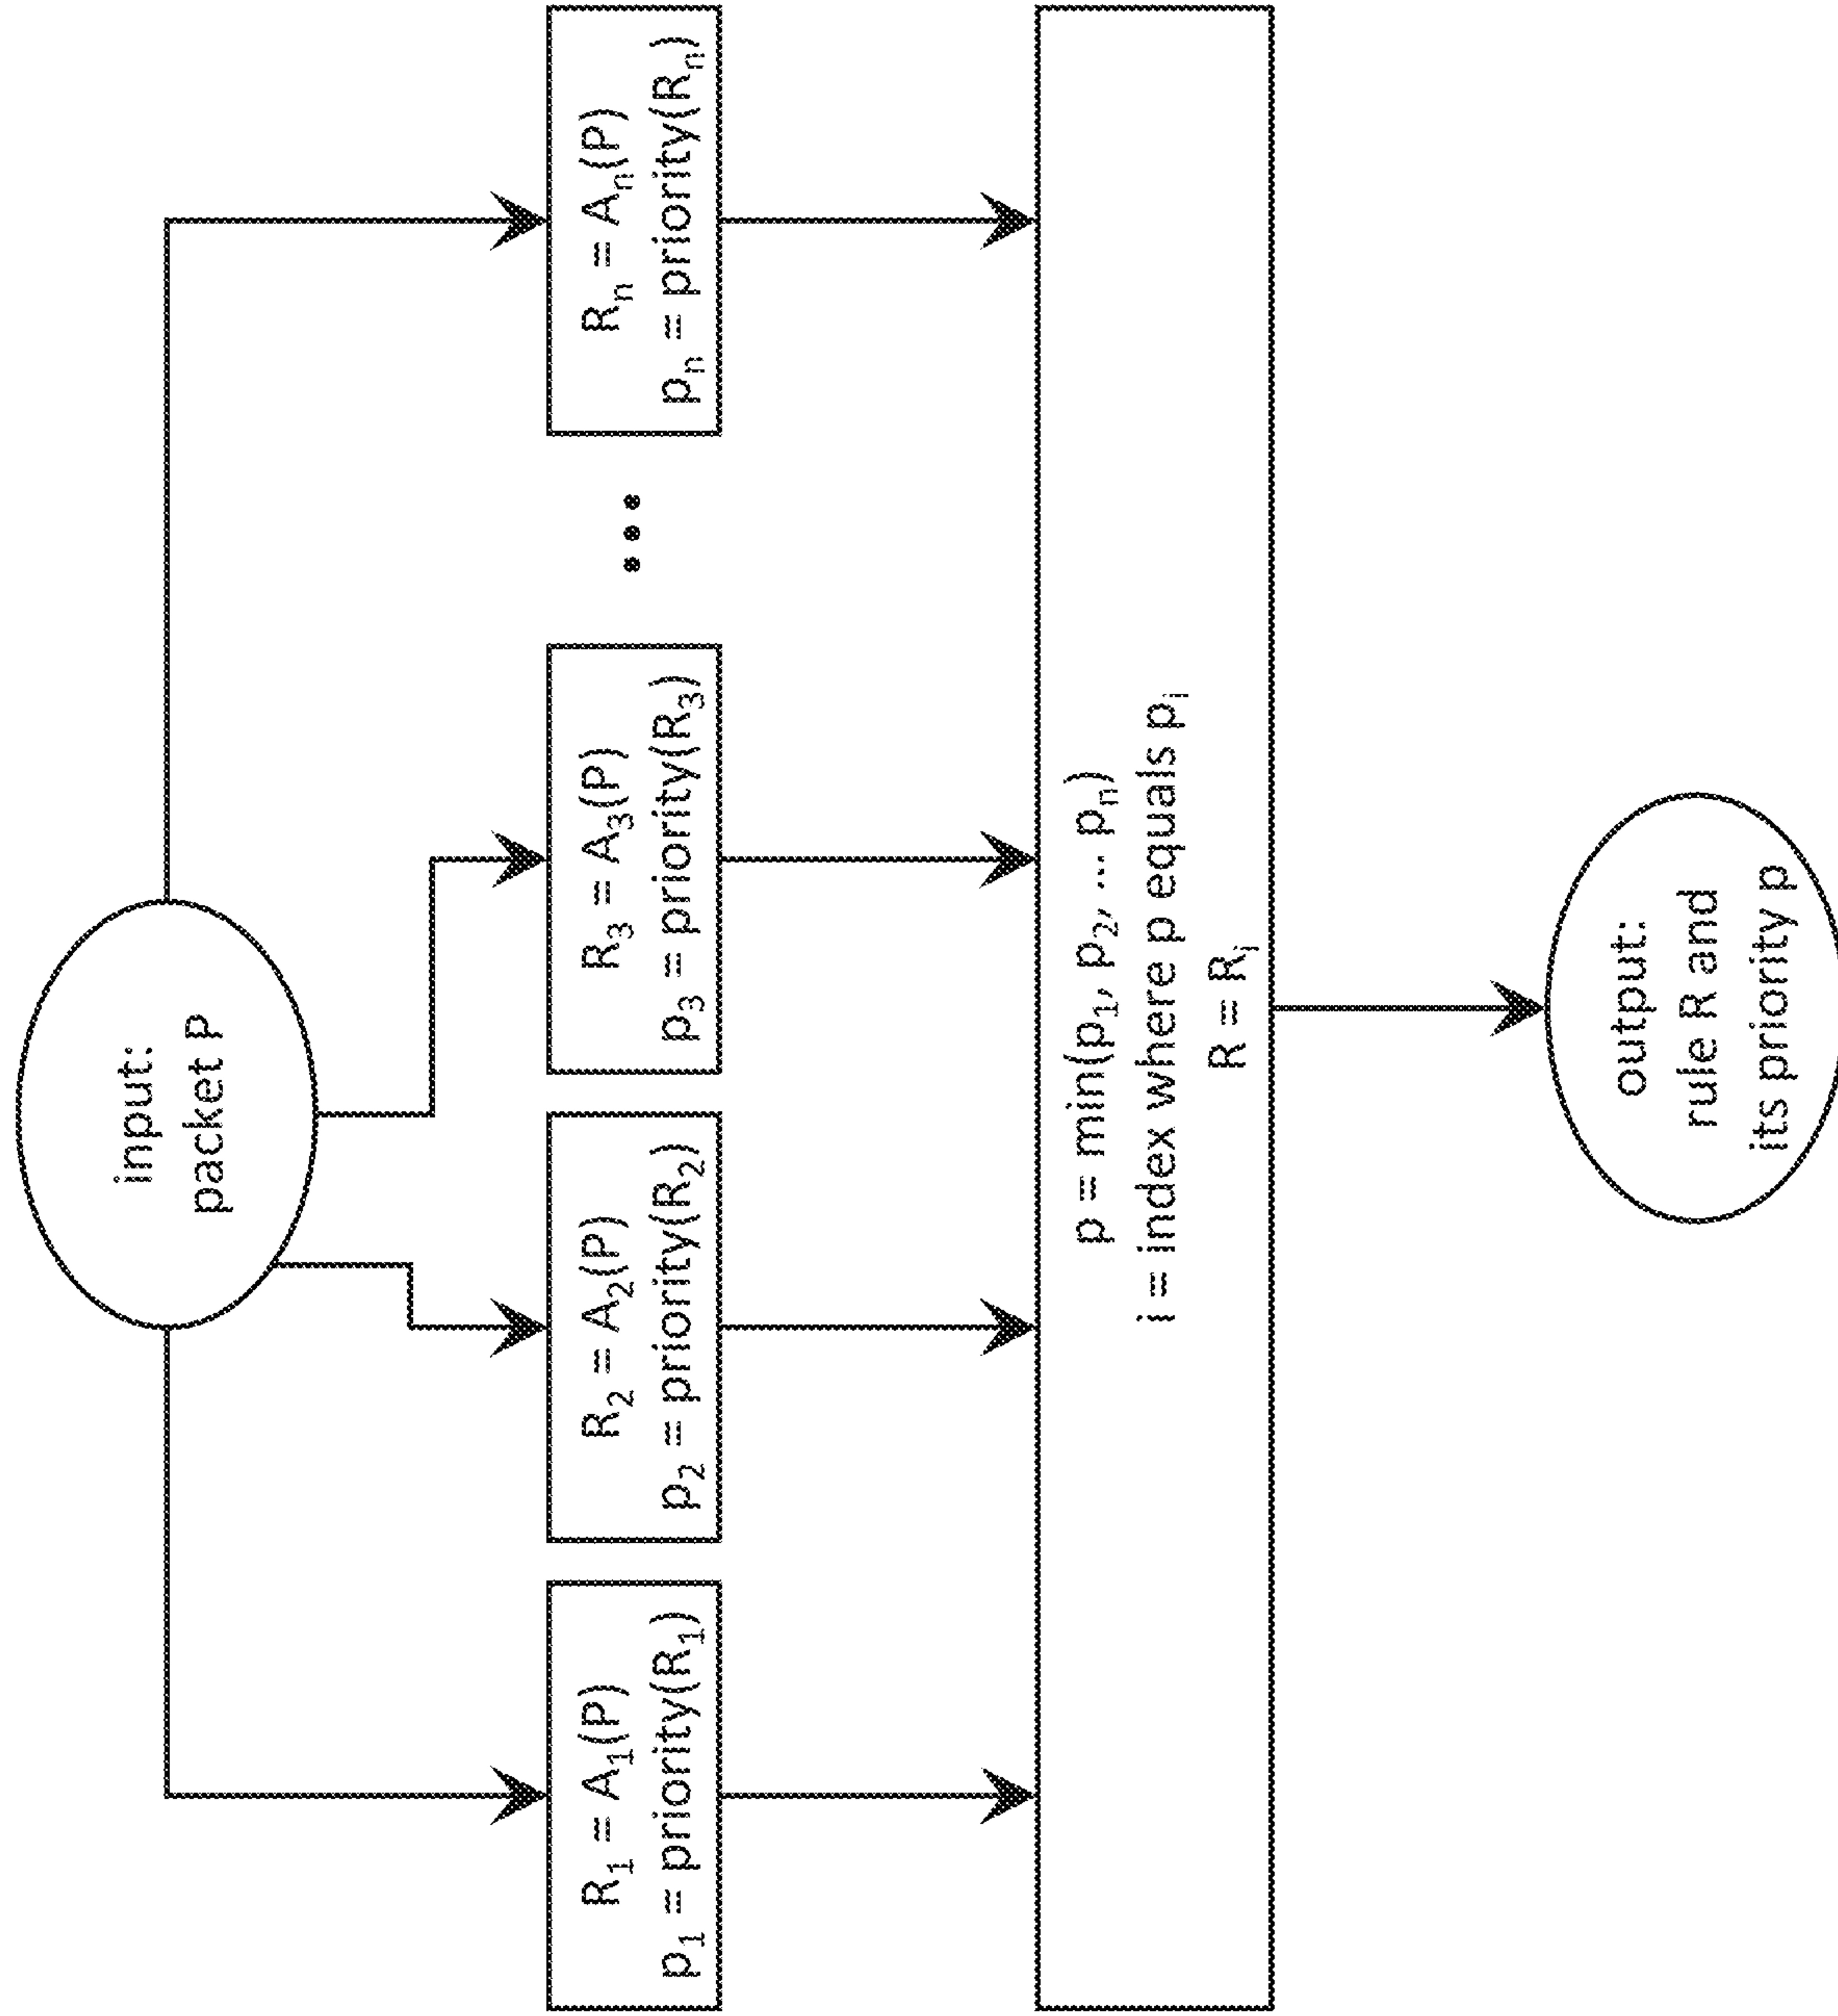 input:
packet P
R₁ = A₁(P)
p₁ = priority(R₁)
R₂ = A₂(P)
p₂ = priority(R₂)
R₃ = A₃(P)
p₃ = priority(R₃)
•••
Rₙ = Aₙ(P)
pₙ = priority(Rₙ)
p = min(p₁, p₂, ... pₙ)
i = index where p equals pᵢ
R = Rᵢ
output:
rule R and
its priority p